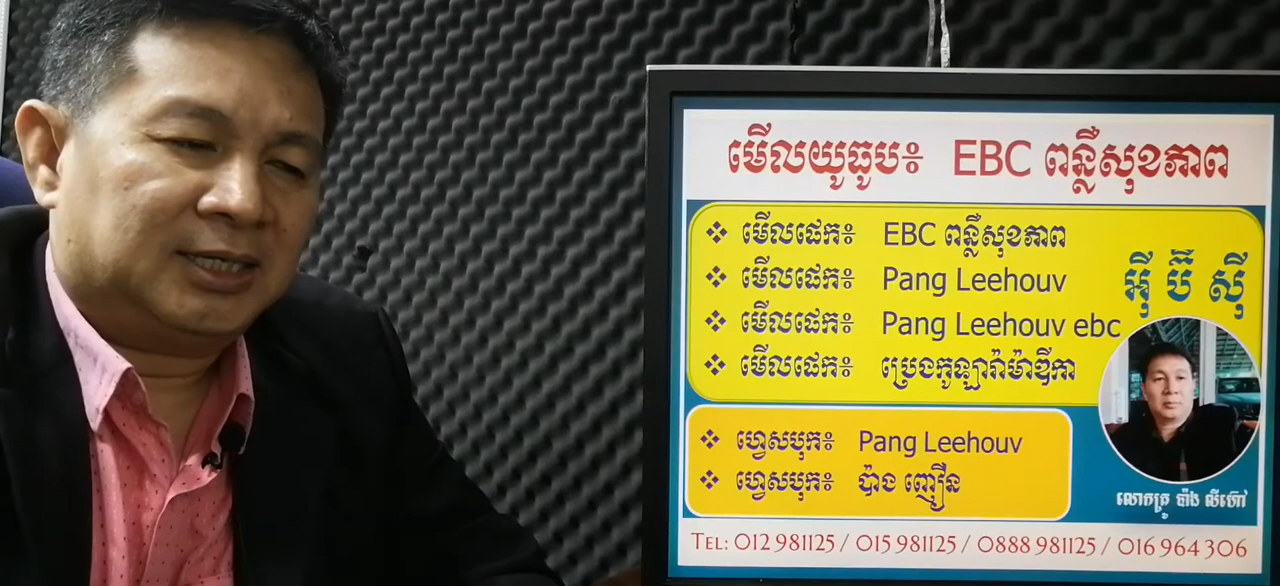 មើលយូធូប៖ EBC ពន្លឺសុខភាព
❖ មើលផេក៖ EBC ពន្លឺសុខភាព
❖ មើលផេក៖ Pang Leehouv
❖ មើលផេក៖ Pang Leehouv ebc
❖ មើលផេក៖ ប្រេងកូឡារ៉ាម៉ាឌីកា
អ៊ី ប៊ី ស៊ី
❖ ហ្វេសបុក៖ Pang Leehouv
❖ ហ្វេសបុក៖ ប៉ាង ញឿន
លោកគ្រូ ប៉ាង លីហ៊ៅ
TEL: 012 981125 / 015 981125 / 0888 981125 / 016 964 306